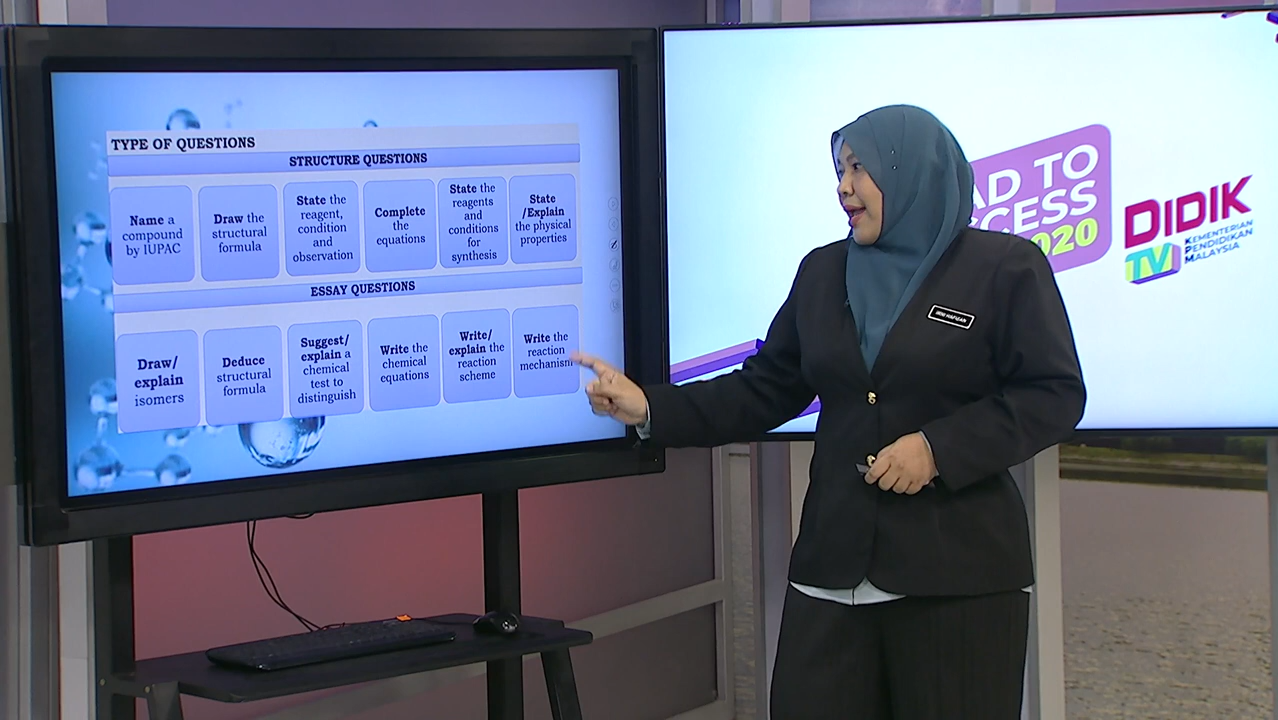 TYPE OF QUESTIONS
STRUCTURE QUESTIONS
Name a
compound
by IUPAC
Draw the
structural
formula
State the
reagent,
condition
and
observation
Complete
the
equations
State the
reagents
and
conditions
for
synthesis
State
/Explain
the physical
properties
ESSAY QUESTIONS
Draw/
explain
isomers
Deduce
structural
formula
Suggest/
explain a
chemical
test to
distinguish
Write the
chemical
equations
Write/
explain the
reaction
scheme
Write the
reaction
mechanism
AD TO
CCESS
2020
DIDIK
TV
KEMENTERIAN
PENDIDIKAN
MALAYSIA